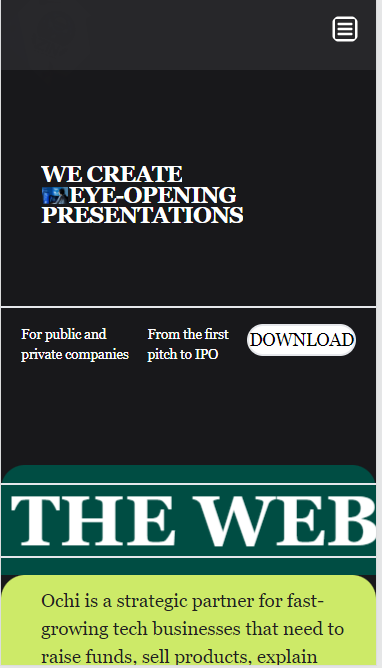 WE CREATE
EYE-OPENING
PRESENTATIONS
For public and
private companies
From the first
pitch to IPO
DOWNLOAD
THE WEB
Ochi is a strategic partner for fast-
growing tech businesses that need to
raise funds, sell products, explain